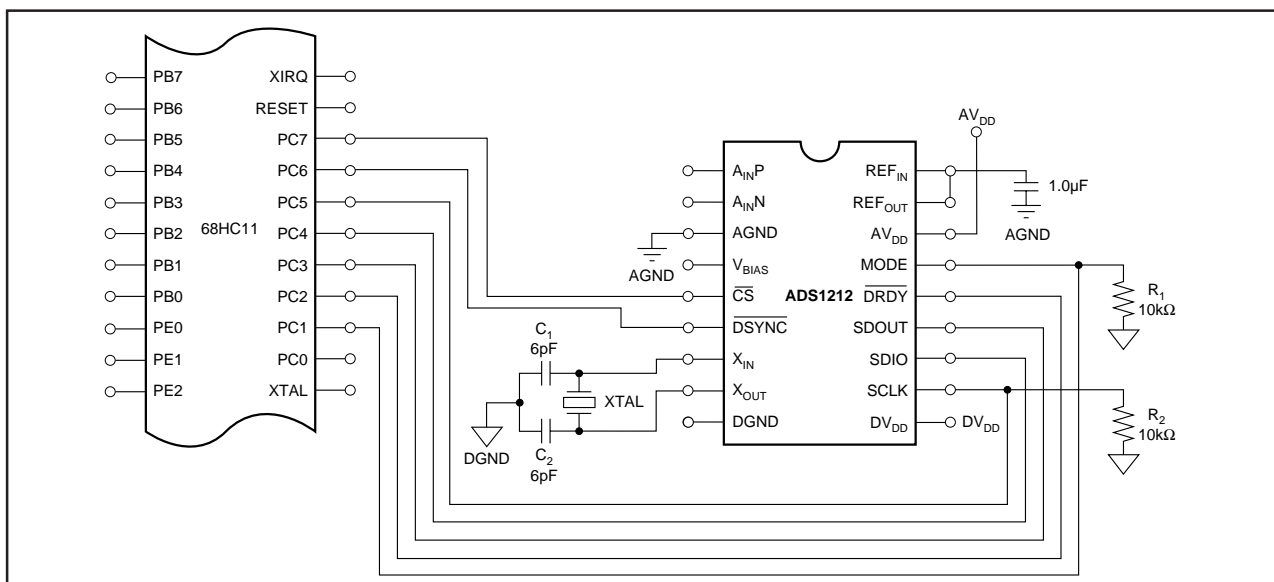 PB7
PB6
PB5
PB4
PB3
PB2
PB1
PB0
PE0
PE1
PE2
68HC11
XIRQ
RESET
PC7
PC6
PC5
PC4
PC3
PC2
PC1
PC0
XTAL
C1
6pF
C2
6pF
XTAL
DGND
AGND
AINP
AINN
AGND
VBIAS
CS
DSYNC
XIN
XOUT
DGND
ADS1212
REFIN
REFOUT
AVDD
MODE
DRDY
SDOUT
SDIO
SCLK
DVDD
DVDD
AVDD
1.0µF
AGND
R1
10kΩ
R2
10kΩ